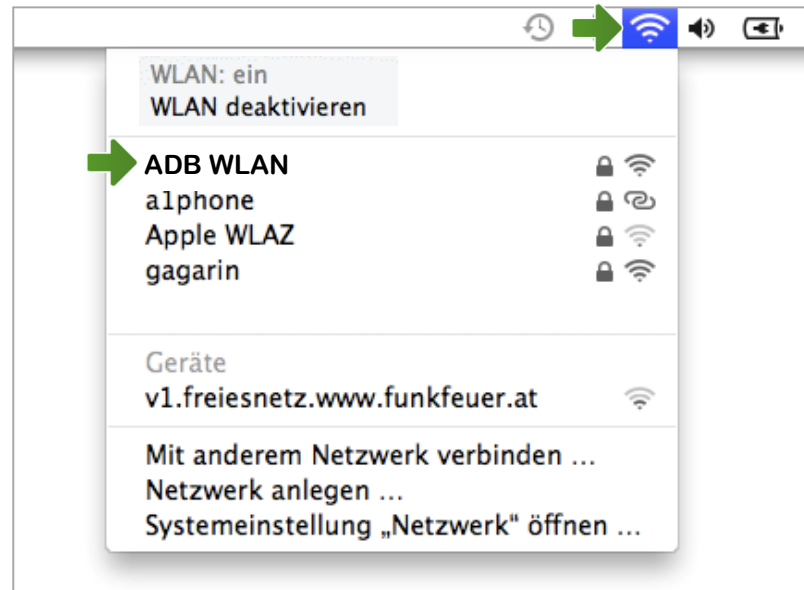 WLAN: ein
WLAN deaktivieren
ADB WLAN
a1phone
Apple WLAZ
gagarin
Geräte
v1.freiesnetz.www.funkfeuer.at
Mit anderem Netzwerk verbinden ...
Netzwerk anlegen ...
Systemeinstellung „Netzwerk“ öffnen ...